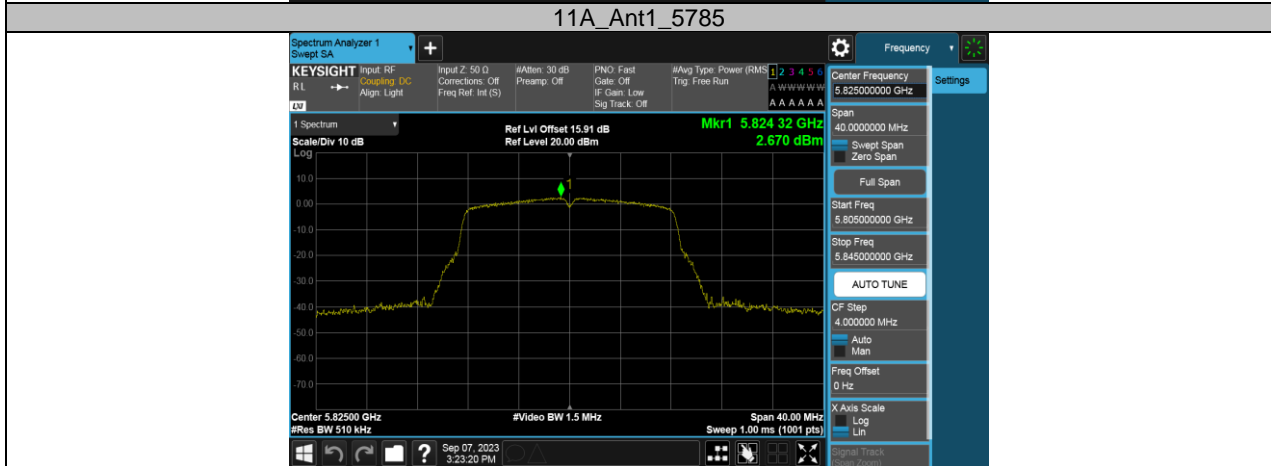 11A_Ant1_5785
Spectrum Analyzer 1
Swept SA
+
Frequency
KEYSIGHT
R L
LXI
Input: RF
Coupling: DC
Align: Light
Input Z: 50 Ω
Corrections: Off
Freq Ref: Int (S)
#Atten: 30 dB
Preamp: Off
PNO: Fast
Gate: Off
IF Gain: Low
Sig Track: Off
#Avg Type: Power (RMS
Trig: Free Run
1 2 3 4 5 6
A W W W W W
A A A A A A
1 Spectrum
Scale/Div 10 dB
Log
Ref Lvl Offset 15.91 dB
Ref Level 20.00 dBm
Mkr1 5.824 32 GHz
2.670 dBm
10.0
0.00
-10.0
-20.0
-30.0
-40.0
-50.0
-60.0
-70.0
1
Center 5.82500 GHz
#Res BW 510 kHz
#Video BW 1.5 MHz
Span 40.00 MHz
Sweep 1.00 ms (1001 pts)
Center Frequency
5.825000000 GHz
Settings
Span
40.0000000 MHz
Swept Span
Zero Span
Full Span
Start Freq
5.805000000 GHz
Stop Freq
5.845000000 GHz
AUTO TUNE
CF Step
4.000000 MHz
Auto
Man
Freq Offset
0 Hz
X Axis Scale
Log
Lin
Signal Track
(Span Zoom)
?
Sep 07, 2023
3:23:20 PM